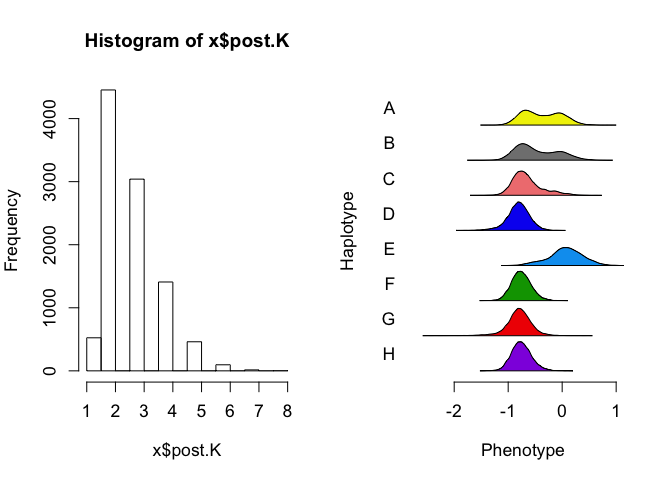 Histogram of x$post.K
Frequency
0
1000
2000
3000
4000
1 2 3 4 5 6 7 8
x$post.K
Haplotype
A
B
C
D
E
F
G
H
-2 -1 0 1
Phenotype